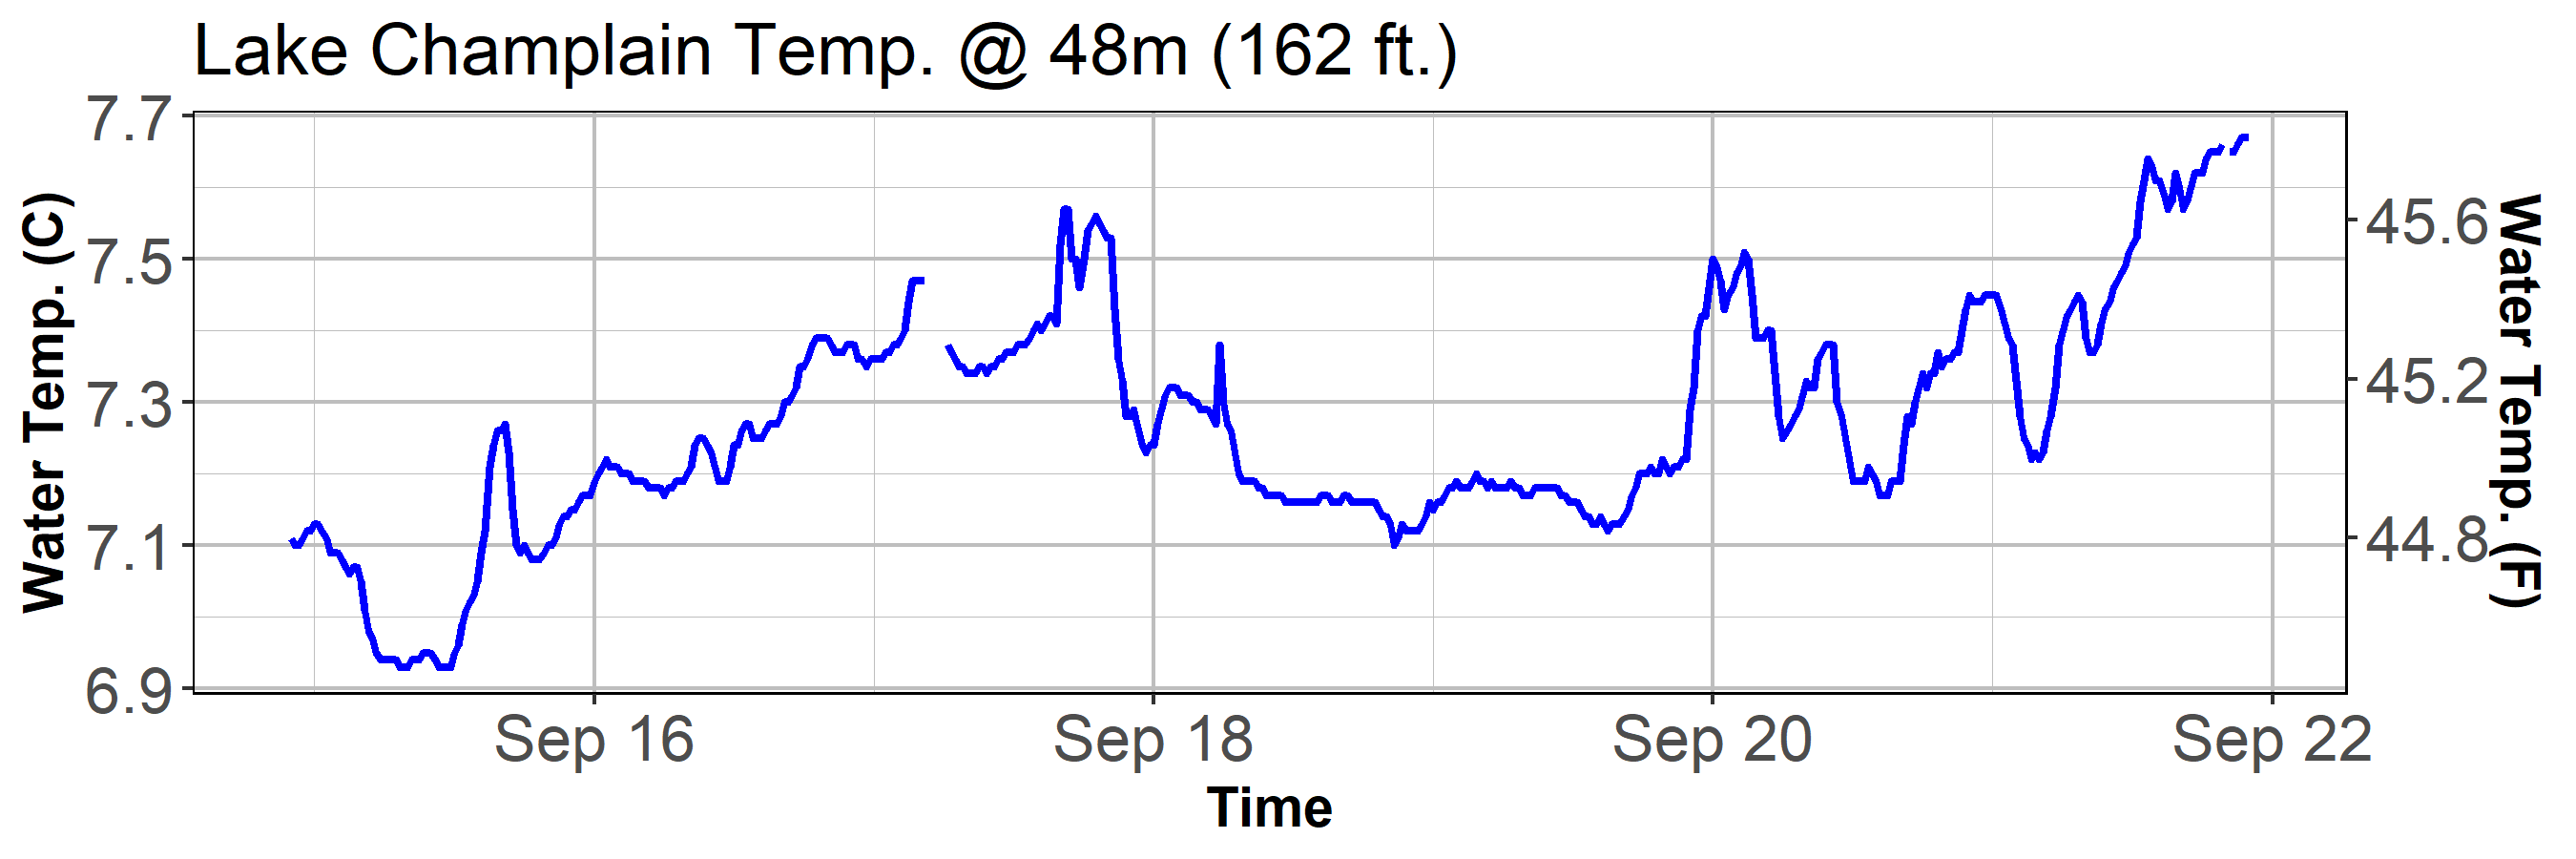 Lake Champlain Temp. @ 48m (162 ft.)
Water Temp. (C)
7.7
7.5
7.3
7.1
6.9
45.6
45.2
44.8
Water Temp. (F)
Sep 16 Sep 18 Sep 20 Sep 22
Time